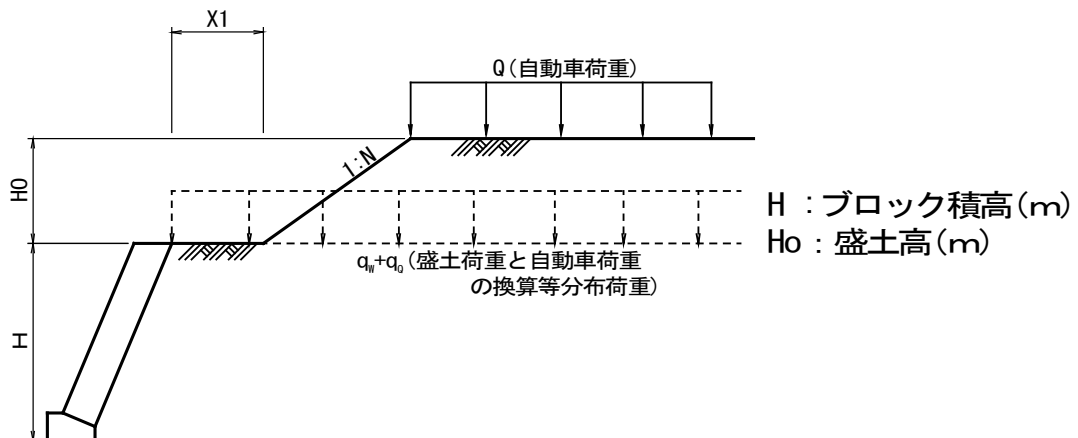 X1
Q(自動車荷重)
1:N
HO
H :ブロック積高(m)
Ho:盛土高(m)
qw+qQ(盛土荷重と自動車荷重
の換算等分布荷重)
H